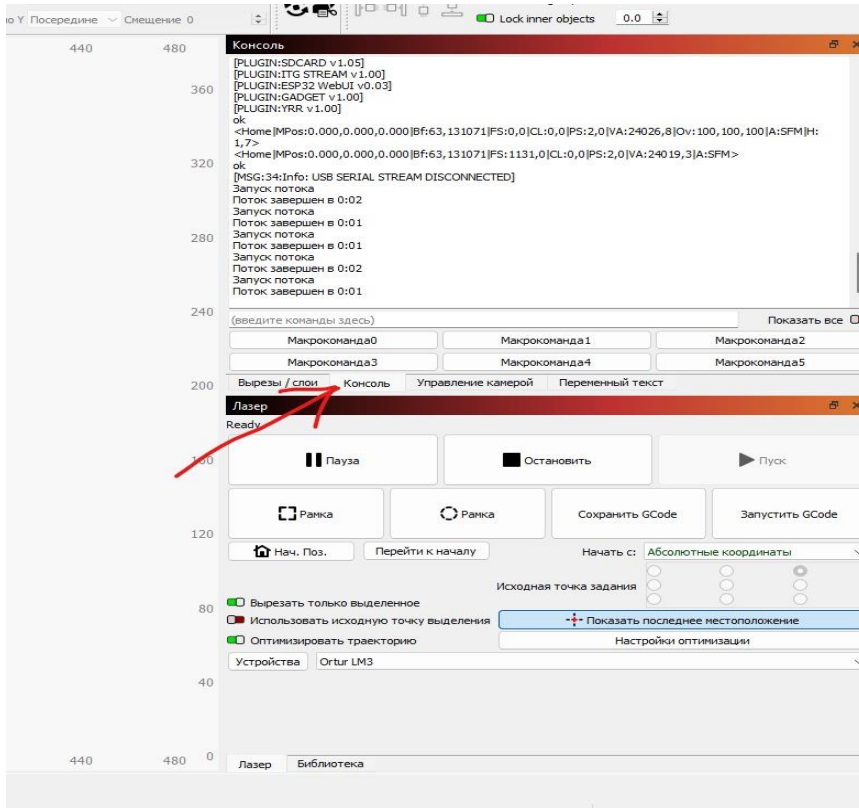 по Y Посередине Смещение 0
Lock inner objects 0.0
440 480
Консоль
[PLUGIN:SDCARD v1.05]
[PLUGIN:ITG STREAM v1.00]
[PLUGIN:ESP32 WebUI v0.03]
[PLUGIN:GADGET v1.00]
[PLUGIN:YRR v1.00]
ok
<Home|MPos:0.000,0.000,0.000|Bf:63,131071|FS:0,0|CL:0,0|PS:2,0|VA:24026,8|Ov:100,100,100|A:SFM|H:
1,7>
<Home|MPos:0.000,0.000,0.000|Bf:63,131071|FS:1131,0|CL:0,0|PS:2,0|VA:24019,3|A:SFM>
ok
[MSG:34:Info: USB SERIAL STREAM DISCONNECTED]
Запуск потока
Поток завершен в 0:02
Запуск потока
Поток завершен в 0:01
Запуск потока
Поток завершен в 0:01
Запуск потока
Поток завершен в 0:02
Запуск потока
Поток завершен в 0:01
(введите команды здесь) Показать все
Макрокоманда0 Макрокоманда1 Макрокоманда2
Макрокоманда3 Макрокоманда4 Макрокоманда5
Вырезы / слои Консоль Управление камерой Переменный текст
360
320
280
240
200
160
120
80
40
0
Лазер
Ready
Пауза Остановить Пуск
Рамка Рамка Сохранить GCode Запустить GCode
Нач. Поз. Перейти к началу Начать с: Абсолютные координаты
Исходная точка задания
Вырезать только выделенное
Использовать исходную точку выделения Показать последнее местоположение
Оптимизировать траекторию Настройки оптимизации
Устройства Ortur LM3
440 480
Лазер Библиотека